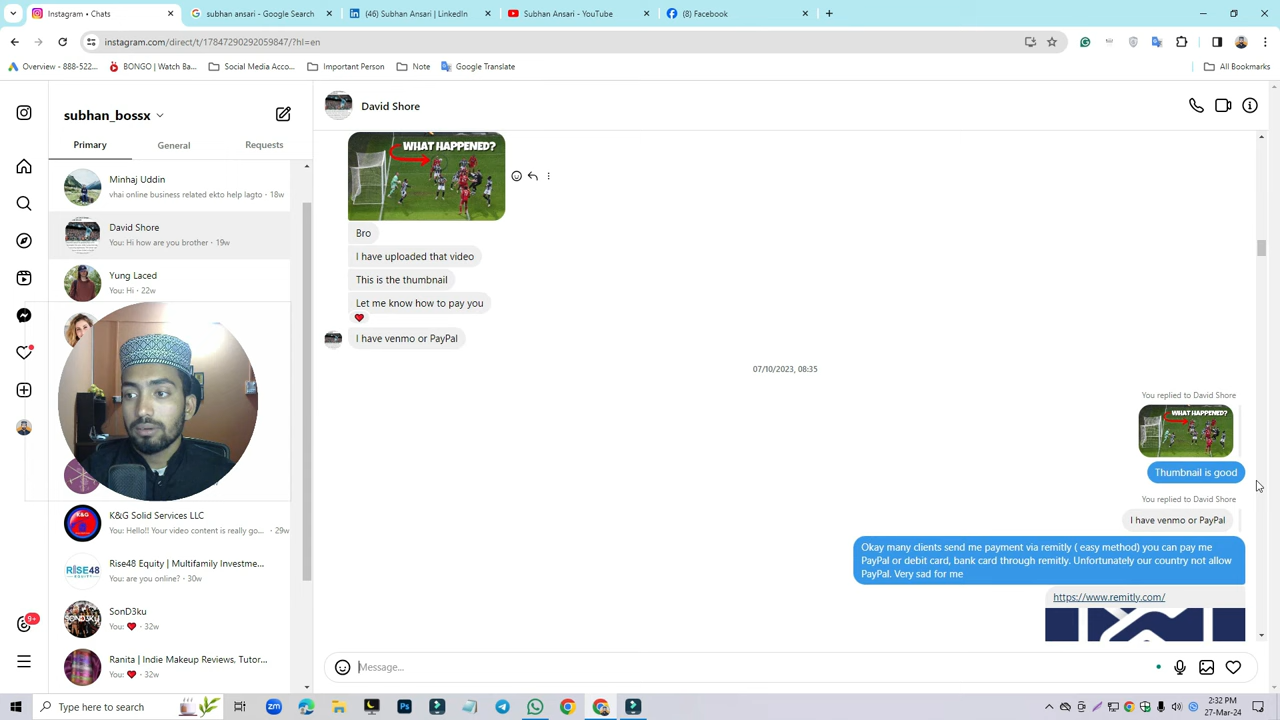 Instagram • Chats
subhan ansari - Google Search
(46) Subhan Ansari | LinkedIn
Subhan Ansari - YouTube
(8) Facebook
instagram.com/direct/t/17847290292059847/?hl=en
Overview - 888-522...
BONGO | Watch Ba...
Social Media Acco...
Important Person
Note
Google Translate
All Bookmarks
subhan_bossx
Primary
General
Requests
Minhaj Uddin
vhai online business related ekto help lagto · 18w
David Shore
You: Hi how are you brother · 19w
Yung Laced
You: Hi · 22w
K&G Solid Services LLC
You: Hello!! Your video content is really go... · 29w
Rise48 Equity | Multifamily Investme...
You: are you online? · 30w
SonD3ku
You: ❤️ · 32w
Ranita | Indie Makeup Reviews, Tutor...
You: ❤️ · 32w
9+
K&G
RISE48
EQUITY
David Shore
WHAT HAPPENED?
Bro
I have uploaded that video
This is the thumbnail
Let me know how to pay you
I have venmo or PayPal
07/10/2023, 08:35
You replied to David Shore
WHAT HAPPENED?
Thumbnail is good
You replied to David Shore
I have venmo or PayPal
Okay many clients send me payment via remitly ( easy method) you can pay me
PayPal or debit card, bank card through remitly. Unfortunately our country not allow
PayPal. Very sad for me
https://www.remitly.com/
Message...
Type here to search
zm
Ps
2:32 PM
27-Mar-24